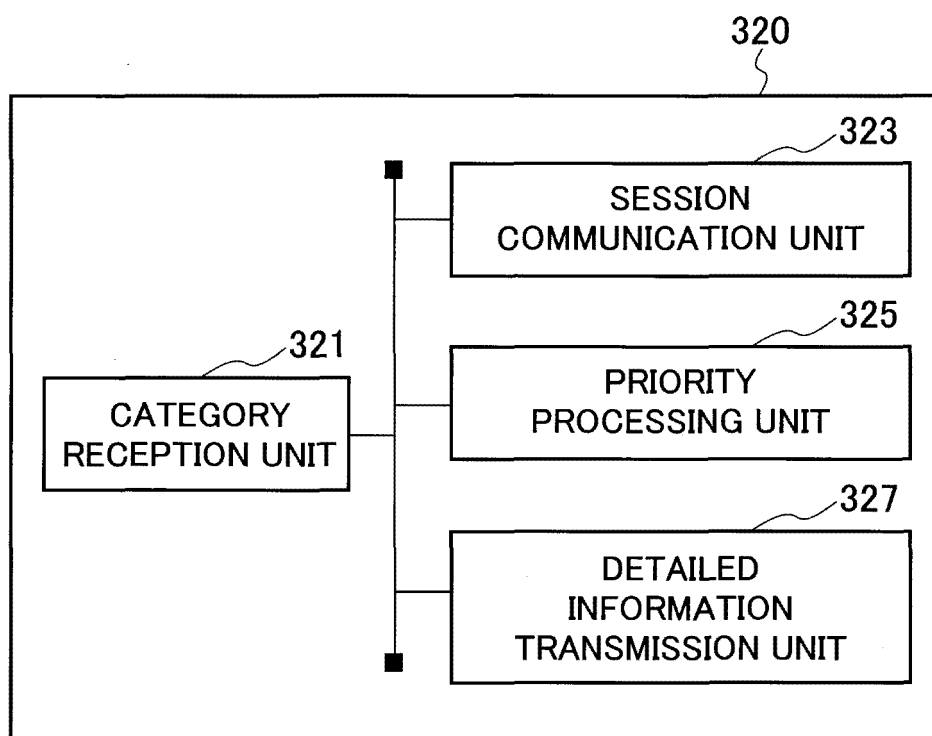 320
323
SESSION
COMMUNICATION UNIT
325
PRIORITY
PROCESSING UNIT
321
CATEGORY
RECEPTION UNIT
327
DETAILED
INFORMATION
TRANSMISSION UNIT